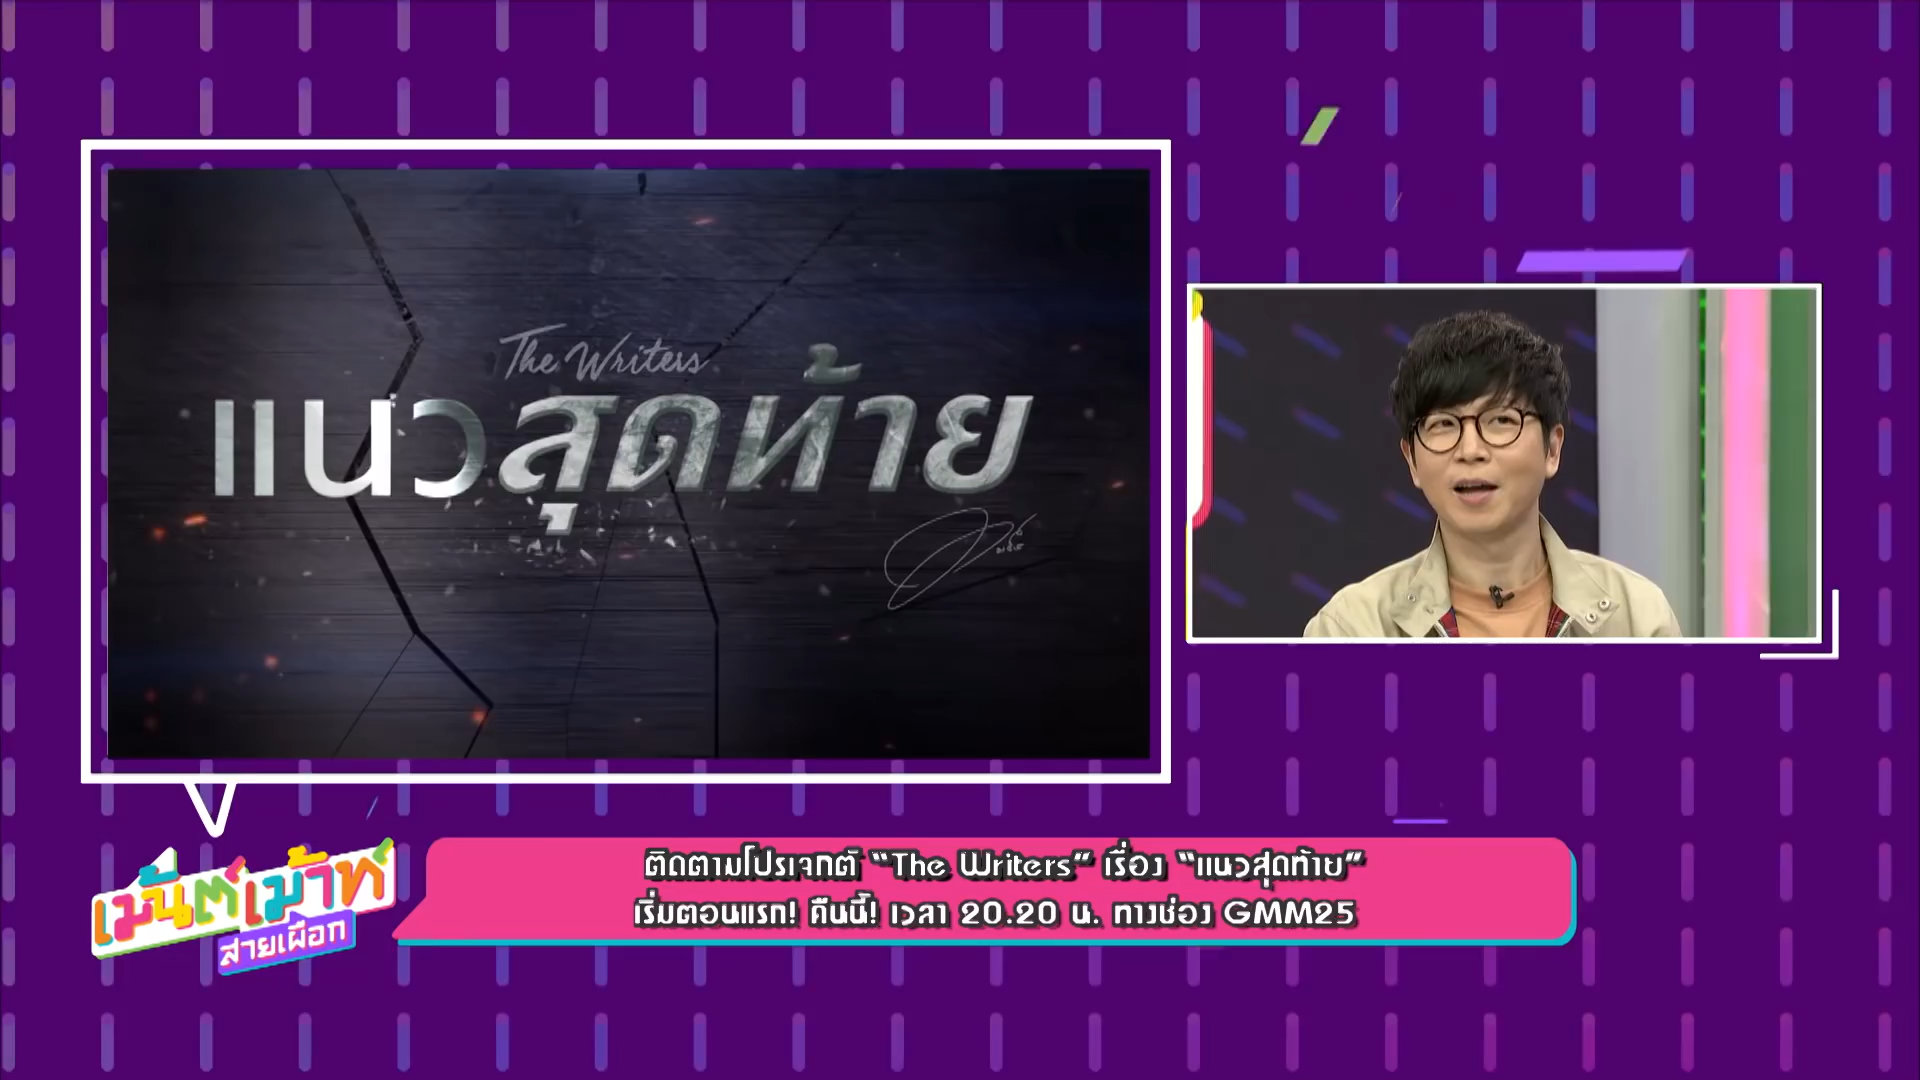 The Writers
แนวสุดท้าย
เม้นต์เม้าท์
สายเผือก
ติดตามโปรเจกต์ “The Writers” เรื่อง “แนวสุดท้าย”
เริ่มตอนแรก! คืนนี้! เวลา 20.20 น. ทางช่อง GMM25